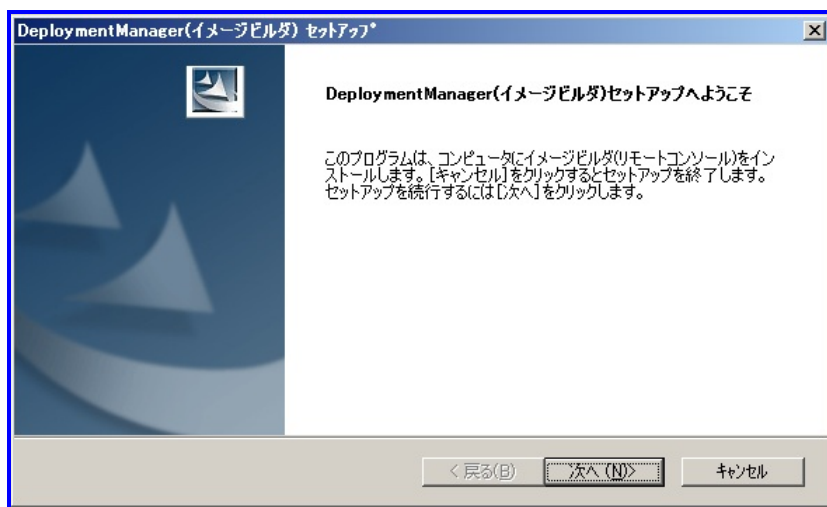 DeploymentManager(イメージビルダ) ｾｯﾄｱｯﾌﾟ
DeploymentManager(イメージビルダ)セットアップへようこそ
このプログラムは、コンピュータにイメージビルダ(リモートコンソール)をイン
ストールします。[キャンセル]をクリックするとセットアップを終了します。
セットアップを続行するには[次へ]をクリックします。
< 戻る(B)
次へ (N)>
キャンセル